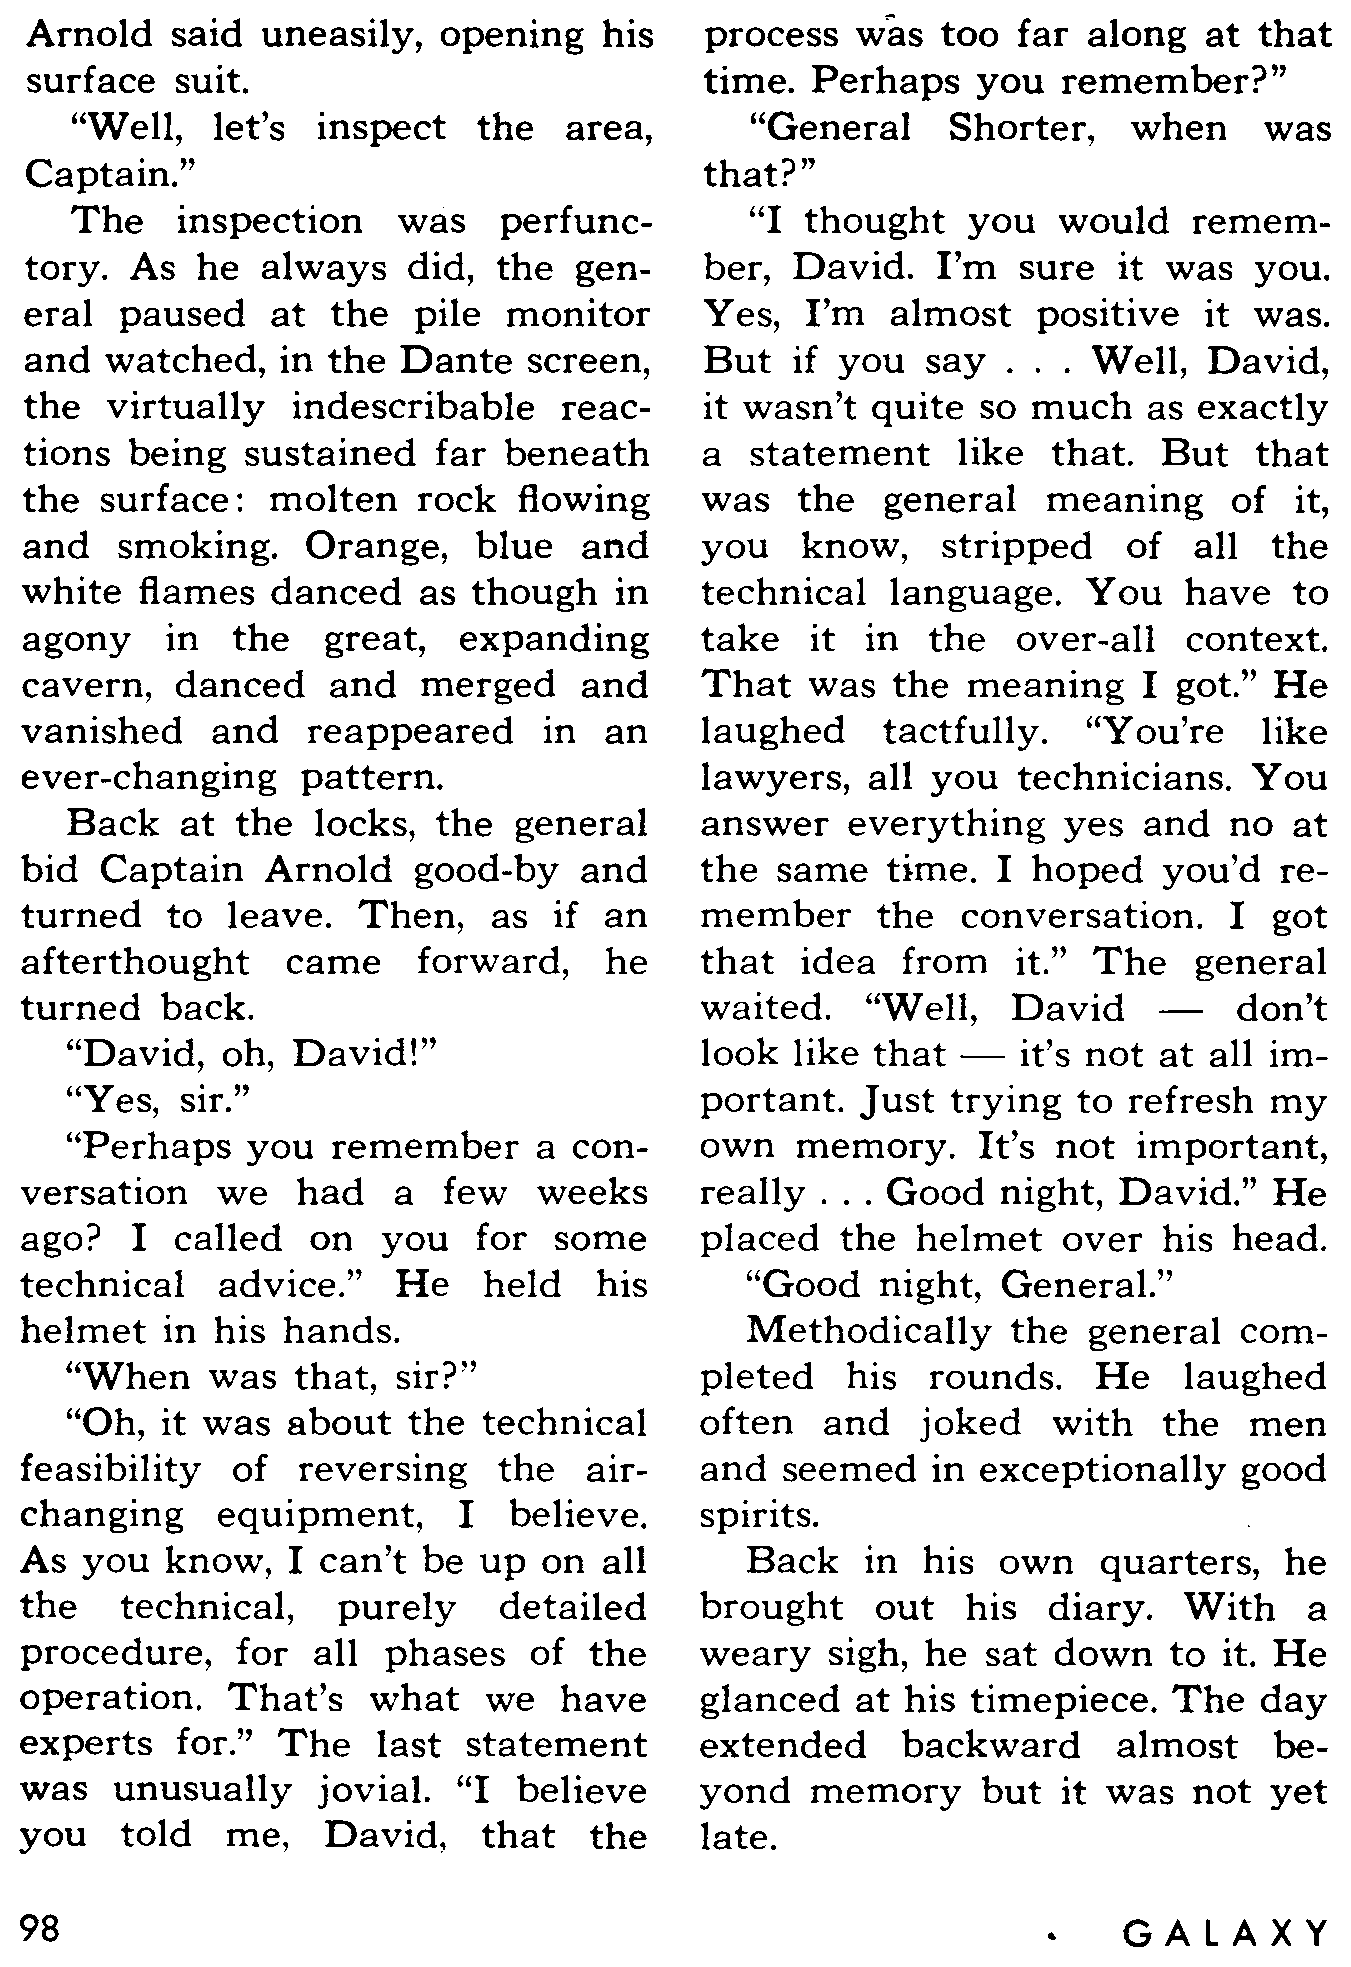 Arnold said uneasily, opening his
surface suit.
“Well, let’s inspect the area,
Captain.”
The inspection was perfunc-
tory. As he always did, the gen-
eral paused at the pile monitor
and watched, in the Dante screen,
the virtually indescribable reac-
tions being sustained far beneath
the surface: molten rock flowing
and smoking. Orange, blue and
white flames danced as though in
agony in the great, expanding
cavern, danced and merged and
vanished and reappeared in an
ever-changing pattern.
Back at the locks, the general
bid Captain Arnold good-by and
turned to leave. Then, as if an
afterthought came forward, he
turned back.
“David, oh, David!”
“Yes, sir.”
“Perhaps you remember a con-
versation we had a few weeks
ago? I called on you for some
technical advice.” He held his
helmet in his hands.
“When was that, sir?”
“Oh, it was about the technical
feasibility of reversing the air-
changing equipment, I believe.
As you know, I can’t be up on all
the technical, purely detailed
procedure, for all phases of the
operation. That’s what we have
experts for.” The last statement
was unusually jovial. “I believe
you told me, David, that the
process was too far along at that
time. Perhaps you remember?”
“General Shorter, when was
that?”
“I thought you would remem-
ber, David. I’m sure it was you.
Yes, I’m almost positive it was.
But if you say . . . Well, David,
it wasn’t quite so much as exactly
a statement like that. But that
was the general meaning of it,
you know, stripped of all the
technical language. You have to
take it in the over-all context.
That was the meaning I got.” He
laughed tactfully. “You’re like
lawyers, all you technicians. You
answer everything yes and no at
the same time. I hoped you’d re-
member the conversation. I got
that idea from it.” The general
waited. “Well, David — don’t
look like that — it’s not at all im-
portant. Just trying to refresh my
own memory. It’s not important,
really . . . Good night, David.” He
placed the helmet over his head.
“Good night, General.”
Methodically the general com-
pleted his rounds. He laughed
often and joked with the men
and seemed in exceptionally good
spirits.
Back in his own quarters, he
brought out his diary. With a
weary sigh, he sat down to it. He
glanced at his timepiece. The day
extended backward almost be-
yond memory but it was not yet
late.
98
GALAXY